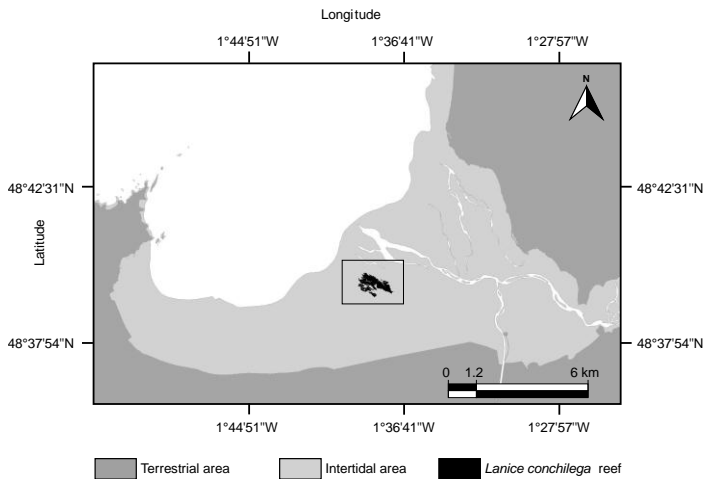 Longitude
1°44'51"W 1°36'41"W 1°27'57"W
N
48°42'31"N 48°42'31"N
Latitude
48°37'54"N 48°37'54"N
0 1.2 6 km
1°44'51"W 1°36'41"W 1°27'57"W
Terrestrial area Intertidal area Lanice conchilega reef